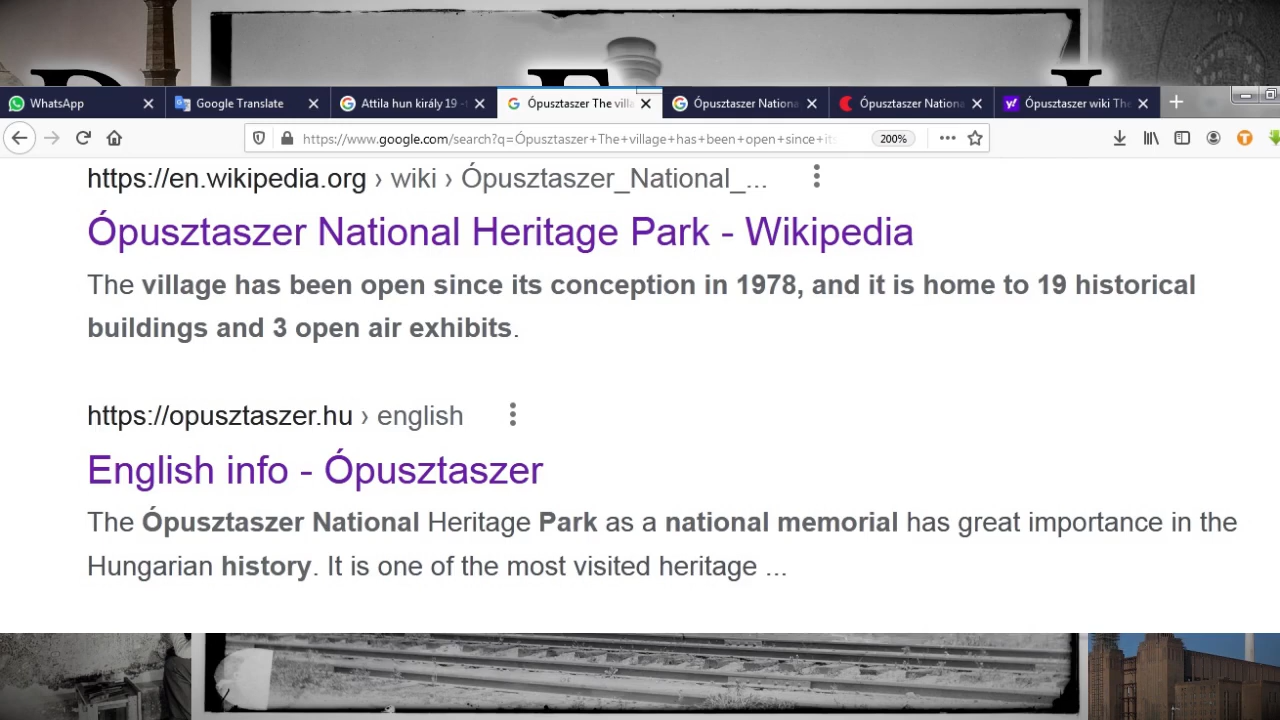 WhatsApp
Google Translate
Attila hun király 19 -
Ópusztaszer The vill
Ópusztaszer Nationa
Ópusztaszer Nationa
Ópusztaszer wiki The
https://www.google.com/search?q=Ópusztaszer+The+village+has+been+open+since+it
200%
https://en.wikipedia.org › wiki › Ópusztaszer_National_...
Ópusztaszer National Heritage Park - Wikipedia
The village has been open since its conception in 1978, and it is home to 19 historical
buildings and 3 open air exhibits.
https://opusztaszer.hu › english
English info - Ópusztaszer
The Ópusztaszer National Heritage Park as a national memorial has great importance in the
Hungarian history. It is one of the most visited heritage ...